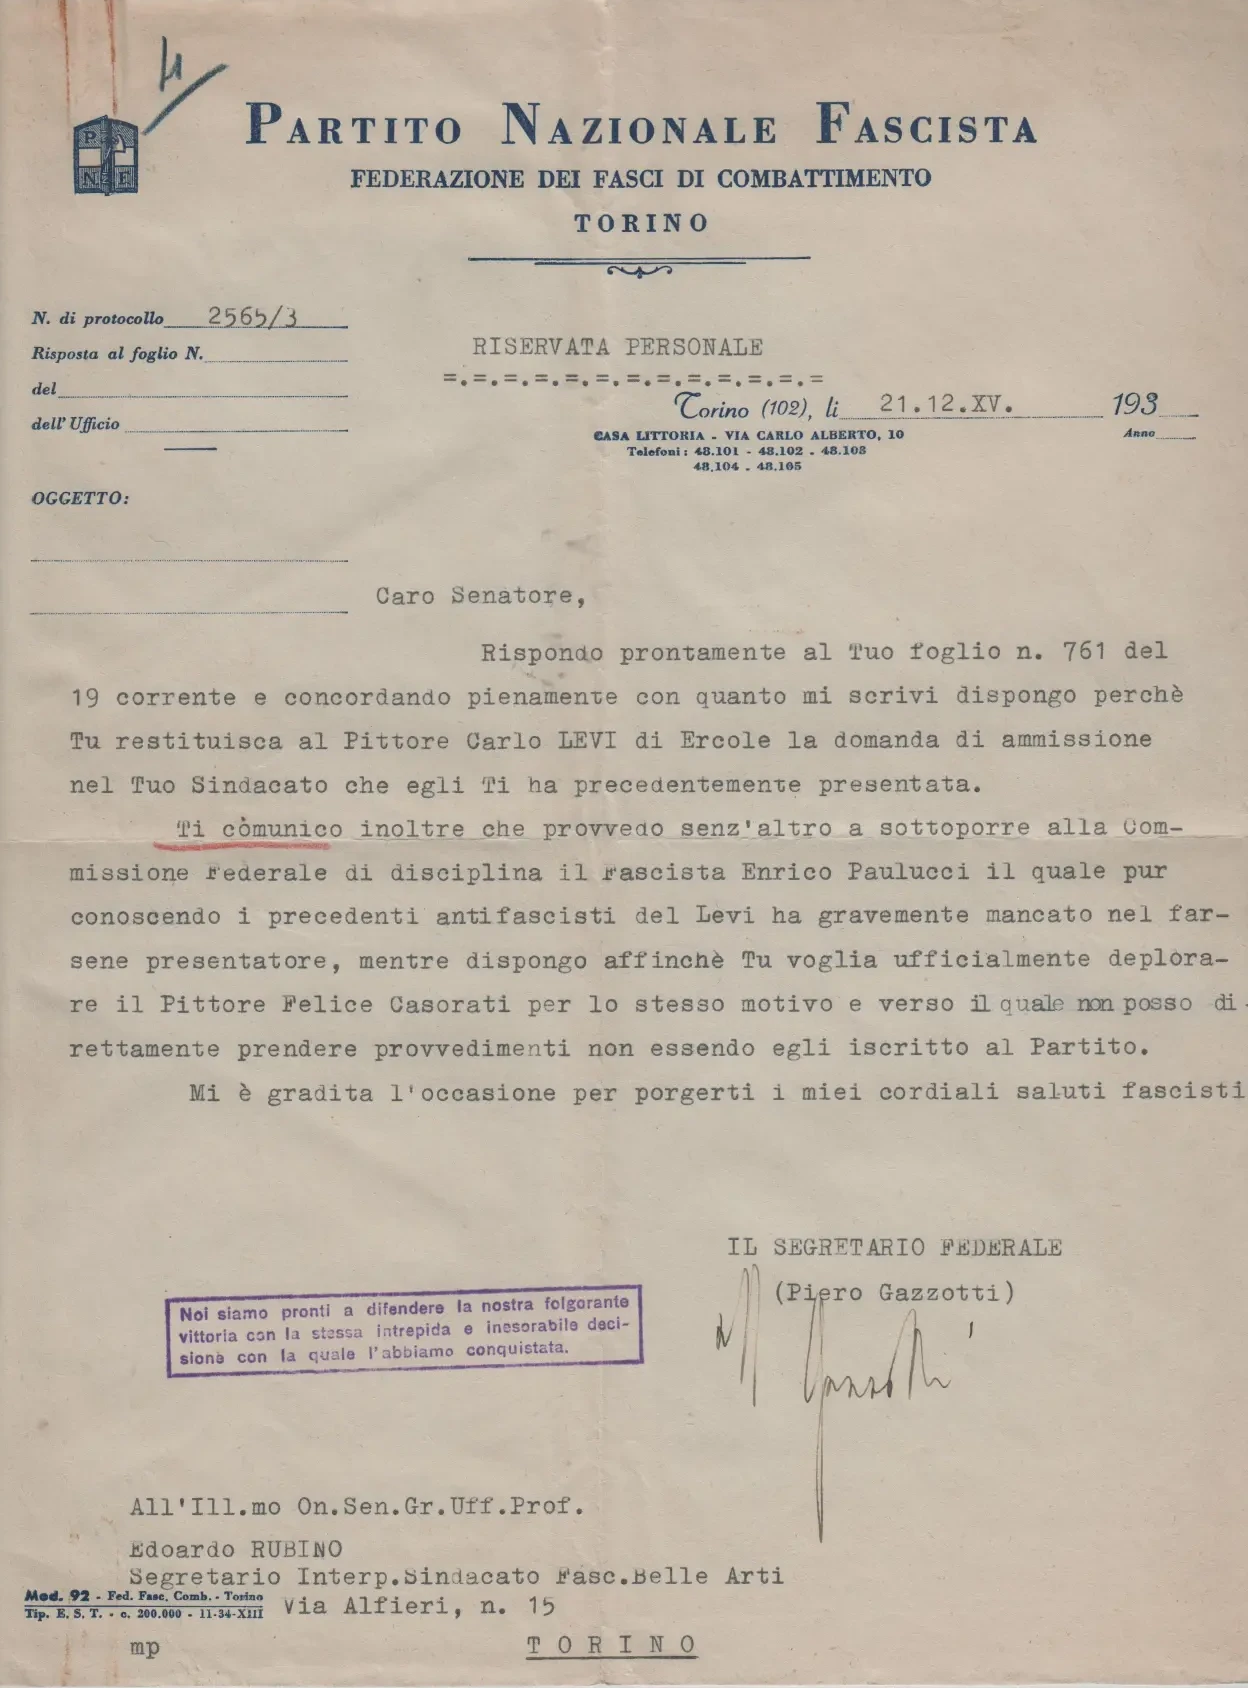 PARTITO NAZIONALE FASCISTA
FEDERAZIONE DEI FASCI DI COMBATTIMENTO
TORINO
P N F
N. di protocollo 2565/3
Risposta al foglio N.
del
dell' Ufficio
OGGETTO:
RISERVATA PERSONALE
=.=.=.=.=.=.=.=.=.=.=.=.=
Torino (102), li 21.12.XV. 193
CASA LITTORIA - VIA CARLO ALBERTO, 10 Anno
Telefoni: 48.101 - 48.102 - 48.103
48.104 - 48.105
Caro Senatore,
Rispondo prontamente al Tuo foglio n. 761 del
19 corrente e concordando pienamente con quanto mi scrivi dispongo perchè
Tu restituisca al Pittore Carlo LEVI di Ercole la domanda di ammissione
nel Tuo Sindacato che egli Ti ha precedentemente presentata.
Ti còmunico inoltre che provvedo senz'altro a sottoporre alla Com-
missione Federale di disciplina il Fascista Enrico Paulucci il quale pur
conoscendo i precedenti antifascisti del Levi ha gravemente mancato nel far-
sene presentatore, mentre dispongo affinchè Tu voglia ufficialmente deplora-
re il Pittore Felice Casorati per lo stesso motivo e verso il quale non posso di-
rettamente prendere provvedimenti non essendo egli iscritto al Partito.
Mi è gradita l'occasione per porgerti i miei cordiali saluti fascisti
IL SEGRETARIO FEDERALE
(Piero Gazzotti)
Noi siamo pronti a difendere la nostra folgorante
vittoria con la stessa intrepida e inesorabile deci-
sione con la quale l'abbiamo conquistata.
All'Ill.mo On.Sen.Gr.Uff.Prof.
Edoardo RUBINO
Segretario Interp.Sindacato Fasc.Belle Arti
Via Alfieri, n. 15
Mod. 92 - Fed. Fasc. Comb. - Torino
Tip. E. S. T. - c. 200.000 - 11-34-XIII
mp
TORINO